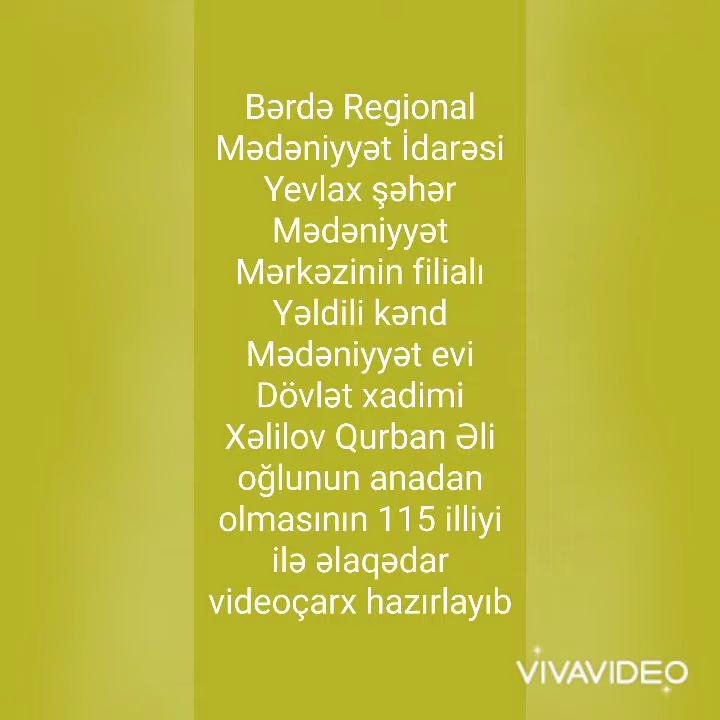 Bərdə Regional
Mədəniyyət İdarəsi
Yevlax şəhər
Mədəniyyət
Mərkəzinin filialı
Yəldili kənd
Mədəniyyət evi
Dövlət xadimi
Xəlilov Qurban Əli
oğlunun anadan
olmasının 115 illiyi
ilə əlaqədar
videoçarx hazırlayıb
VIVAVIDEO